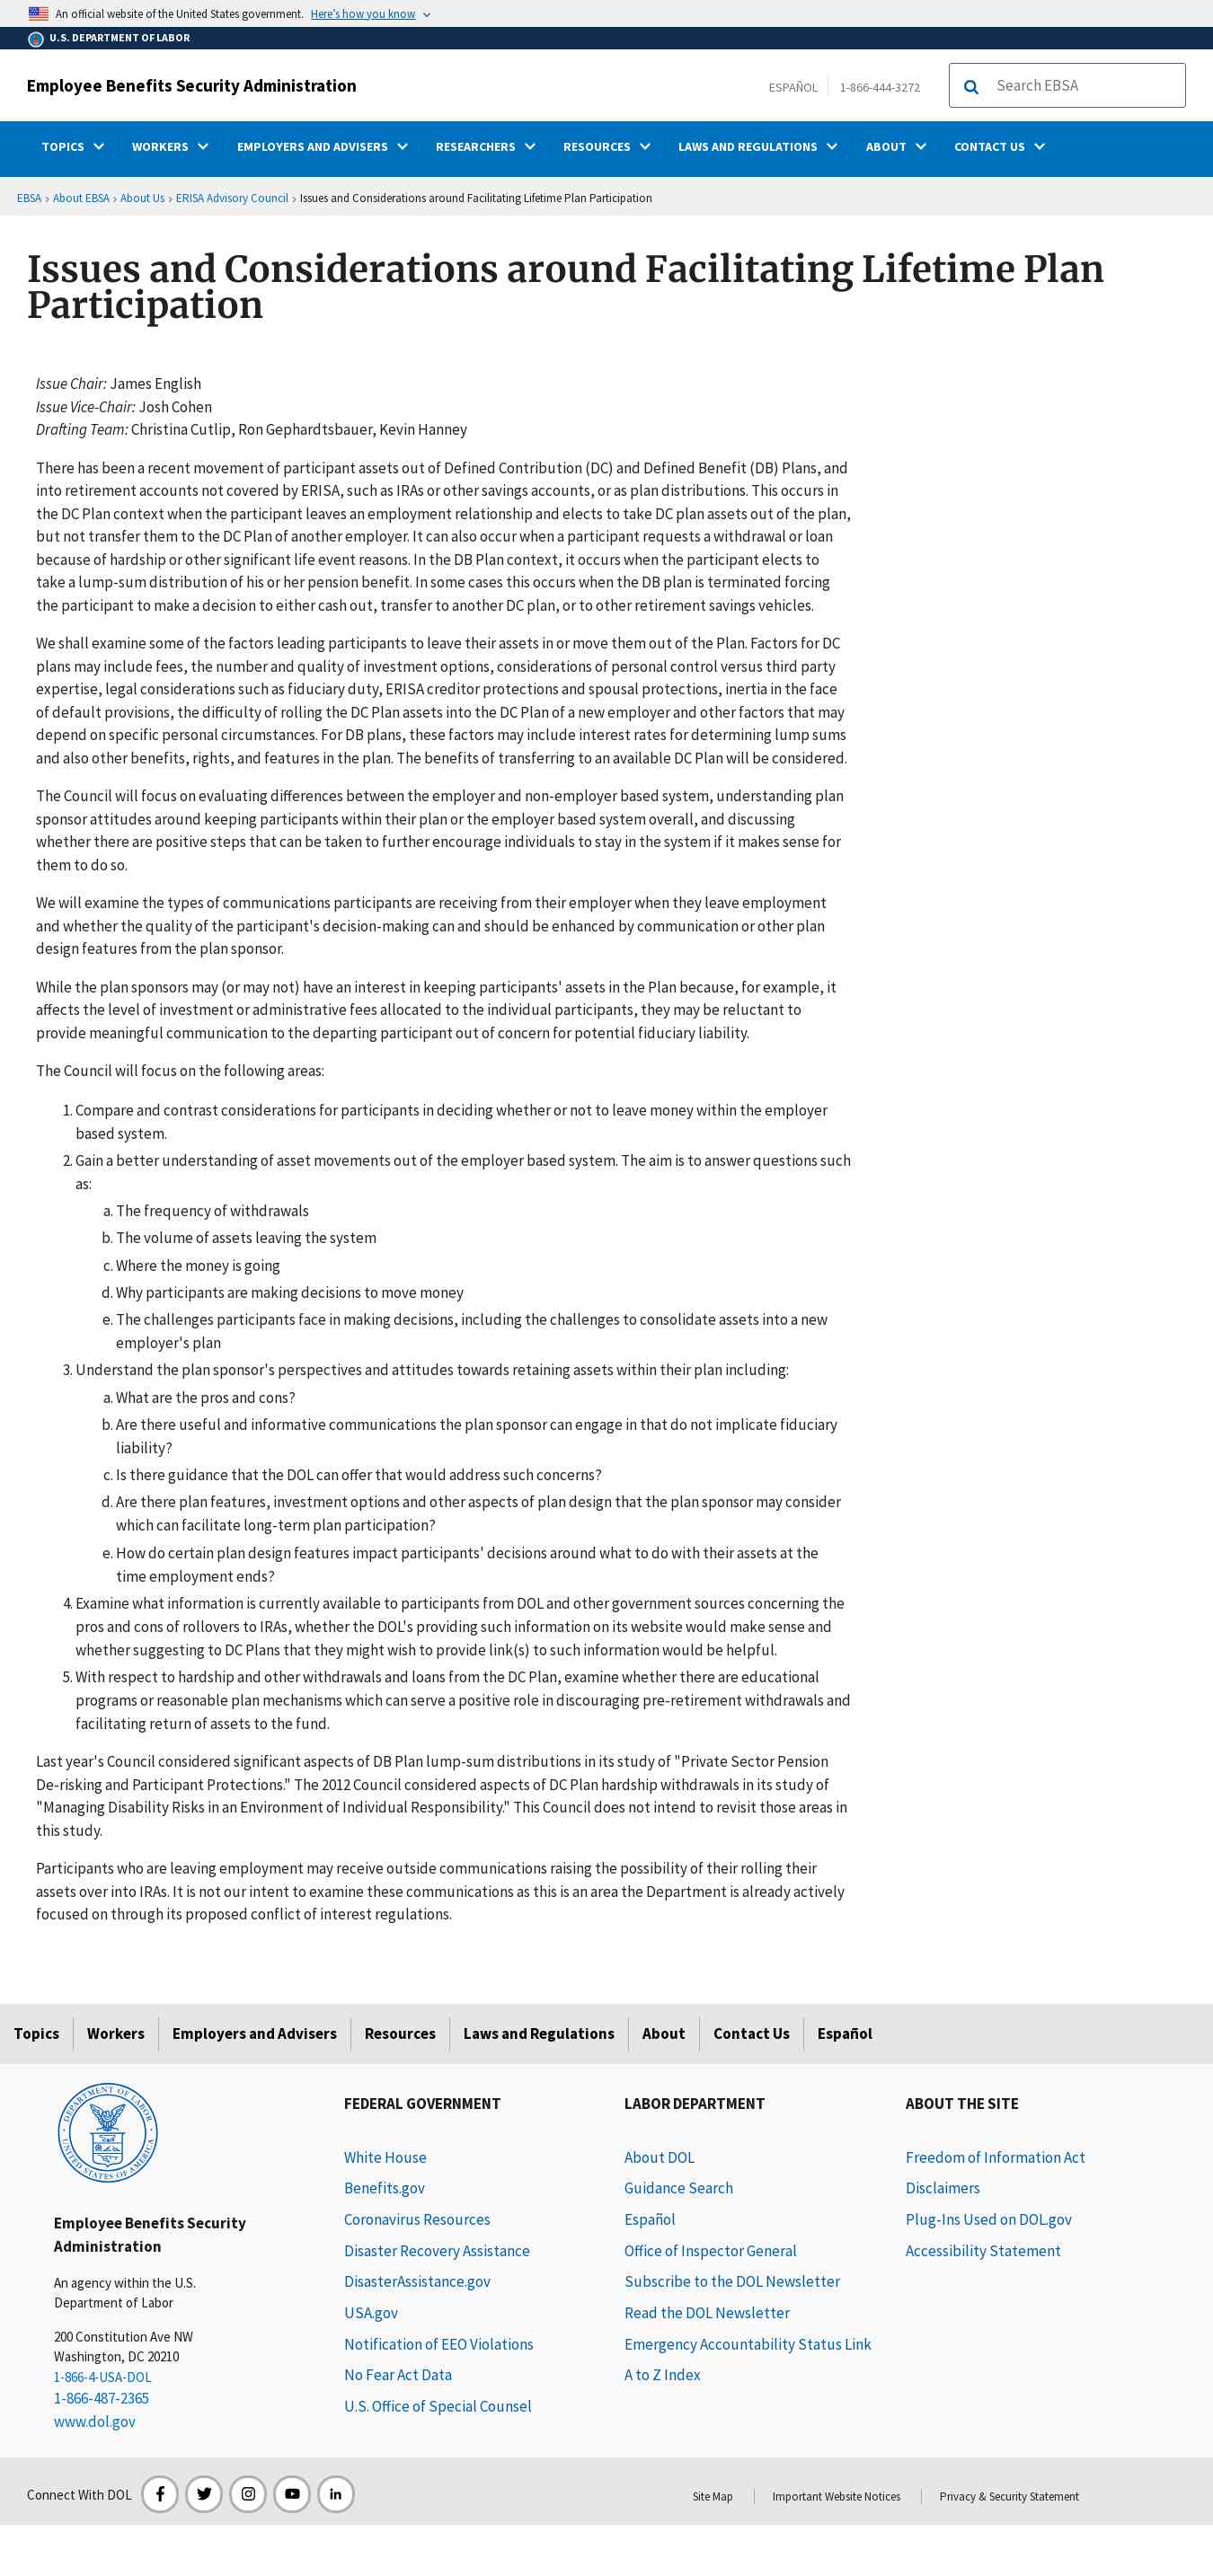 An official website of the United States government. Here's how you know
U.S. DEPARTMENT OF LABOR
Employee Benefits Security Administration
ESPAÑOL
1-866-444-3272
Search EBSA
TOPICS WORKERS EMPLOYERS AND ADVISERS RESEARCHERS RESOURCES LAWS AND REGULATIONS ABOUT CONTACT US
EBSA › About EBSA › About Us › ERISA Advisory Council › Issues and Considerations around Facilitating Lifetime Plan Participation
Issues and Considerations around Facilitating Lifetime Plan
Participation
Issue Chair: James English
Issue Vice-Chair: Josh Cohen
Drafting Team: Christina Cutlip, Ron Gephardtsbauer, Kevin Hanney
There has been a recent movement of participant assets out of Defined Contribution (DC) and Defined Benefit (DB) Plans, and
into retirement accounts not covered by ERISA, such as IRAs or other savings accounts, or as plan distributions. This occurs in
the DC Plan context when the participant leaves an employment relationship and elects to take DC plan assets out of the plan,
but not transfer them to the DC Plan of another employer. It can also occur when a participant requests a withdrawal or loan
because of hardship or other significant life event reasons. In the DB Plan context, it occurs when the participant elects to
take a lump-sum distribution of his or her pension benefit. In some cases this occurs when the DB plan is terminated forcing
the participant to make a decision to either cash out, transfer to another DC plan, or to other retirement savings vehicles.
We shall examine some of the factors leading participants to leave their assets in or move them out of the Plan. Factors for DC
plans may include fees, the number and quality of investment options, considerations of personal control versus third party
expertise, legal considerations such as fiduciary duty, ERISA creditor protections and spousal protections, inertia in the face
of default provisions, the difficulty of rolling the DC Plan assets into the DC Plan of a new employer and other factors that may
depend on specific personal circumstances. For DB plans, these factors may include interest rates for determining lump sums
and also other benefits, rights, and features in the plan. The benefits of transferring to an available DC Plan will be considered.
The Council will focus on evaluating differences between the employer and non-employer based system, understanding plan
sponsor attitudes around keeping participants within their plan or the employer based system overall, and discussing
whether there are positive steps that can be taken to further encourage individuals to stay in the system if it makes sense for
them to do so.
We will examine the types of communications participants are receiving from their employer when they leave employment
and whether the quality of the participant's decision-making can and should be enhanced by communication or other plan
design features from the plan sponsor.
While the plan sponsors may (or may not) have an interest in keeping participants' assets in the Plan because, for example, it
affects the level of investment or administrative fees allocated to the individual participants, they may be reluctant to
provide meaningful communication to the departing participant out of concern for potential fiduciary liability.
The Council will focus on the following areas:
1. Compare and contrast considerations for participants in deciding whether or not to leave money within the employer
based system.
2. Gain a better understanding of asset movements out of the employer based system. The aim is to answer questions such
as:
a. The frequency of withdrawals
b. The volume of assets leaving the system
c. Where the money is going
d. Why participants are making decisions to move money
e. The challenges participants face in making decisions, including the challenges to consolidate assets into a new
employer's plan
3. Understand the plan sponsor's perspectives and attitudes towards retaining assets within their plan including:
a. What are the pros and cons?
b. Are there useful and informative communications the plan sponsor can engage in that do not implicate fiduciary
liability?
c. Is there guidance that the DOL can offer that would address such concerns?
d. Are there plan features, investment options and other aspects of plan design that the plan sponsor may consider
which can facilitate long-term plan participation?
e. How do certain plan design features impact participants' decisions around what to do with their assets at the
time employment ends?
4. Examine what information is currently available to participants from DOL and other government sources concerning the
pros and cons of rollovers to IRAs, whether the DOL's providing such information on its website would make sense and
whether suggesting to DC Plans that they might wish to provide link(s) to such information would be helpful.
5. With respect to hardship and other withdrawals and loans from the DC Plan, examine whether there are educational
programs or reasonable plan mechanisms which can serve a positive role in discouraging pre-retirement withdrawals and
facilitating return of assets to the fund.
Last year's Council considered significant aspects of DB Plan lump-sum distributions in its study of "Private Sector Pension
De-risking and Participant Protections." The 2012 Council considered aspects of DC Plan hardship withdrawals in its study of
"Managing Disability Risks in an Environment of Individual Responsibility." This Council does not intend to revisit those areas in
this study.
Participants who are leaving employment may receive outside communications raising the possibility of their rolling their
assets over into IRAs. It is not our intent to examine these communications as this is an area the Department is already actively
focused on through its proposed conflict of interest regulations.
Topics Workers Employers and Advisers Resources Laws and Regulations About Contact Us Español
DEPARTMENT OF LABOR
UNITED STATES OF AMERICA
Employee Benefits Security
Administration
An agency within the U.S.
Department of Labor
200 Constitution Ave NW
Washington, DC 20210
1-866-4-USA-DOL
1-866-487-2365
www.dol.gov
FEDERAL GOVERNMENT
White House
Benefits.gov
Coronavirus Resources
Disaster Recovery Assistance
DisasterAssistance.gov
USA.gov
Notification of EEO Violations
No Fear Act Data
U.S. Office of Special Counsel
LABOR DEPARTMENT
About DOL
Guidance Search
Español
Office of Inspector General
Subscribe to the DOL Newsletter
Read the DOL Newsletter
Emergency Accountability Status Link
A to Z Index
ABOUT THE SITE
Freedom of Information Act
Disclaimers
Plug-Ins Used on DOL.gov
Accessibility Statement
Connect With DOL
Site Map
Important Website Notices
Privacy & Security Statement